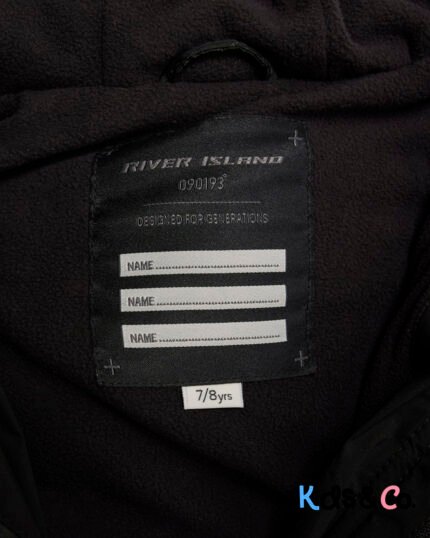 RIVER ISLAND
090193°
DESIGNED FOR GENERATIONS
NAME
NAME
NAME
7/8yrs